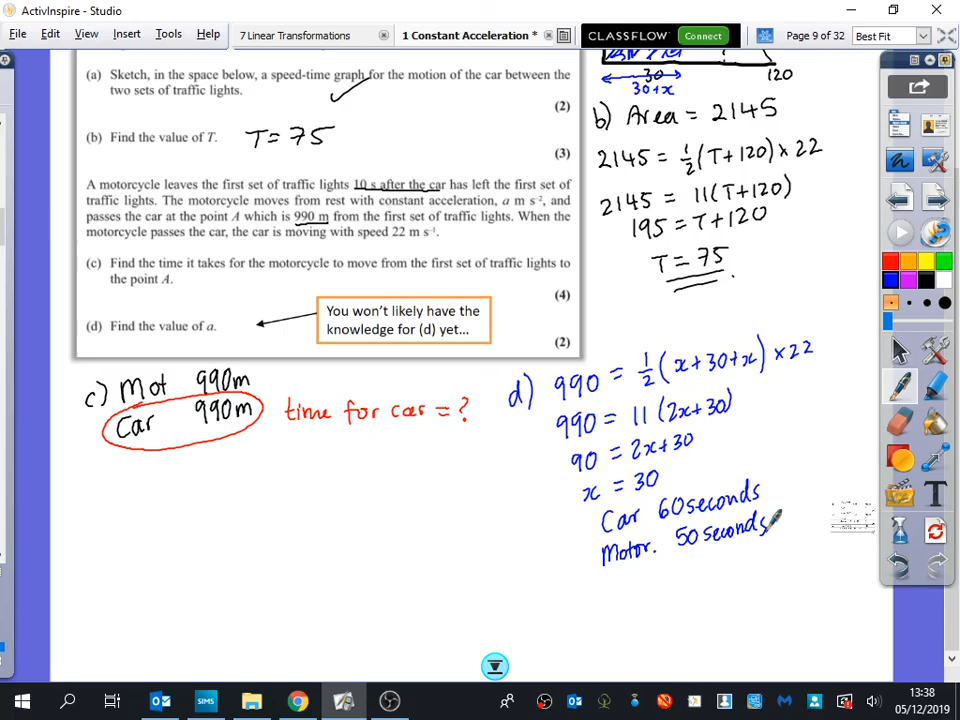 ActivInspire - Studio
File Edit View Insert Tools Help
7 Linear Transformations
1 Constant Acceleration *
CLASSFLOW Connect
Page 9 of 32
Best Fit
(a) Sketch, in the space below, a speed-time graph for the motion of the car between the
two sets of traffic lights.
(2)
(b) Find the value of T. T = 75
(3)
A motorcycle leaves the first set of traffic lights 10 s after the car has left the first set of
traffic lights. The motorcycle moves from rest with constant acceleration, a m s⁻², and
passes the car at the point A which is 990 m from the first set of traffic lights. When the
motorcycle passes the car, the car is moving with speed 22 m s⁻¹.
(c) Find the time it takes for the motorcycle to move from the first set of traffic lights to
the point A.
(4)
(d) Find the value of a.
(2)
You won't likely have the
knowledge for (d) yet...
30
120
30+x
b) Area = 2145
2145 = ½(T+120)×22
2145 = 11(T+120)
195 = T+120
T = 75
c) Mot 990m
Car 990m
time for car = ?
d) 990 = ½(x+30+x)×22
990 = 11(2x+30)
90 = 2x+30
x = 30
Car 60seconds
Motor. 50seconds
SIMS
13:38
05/12/2019